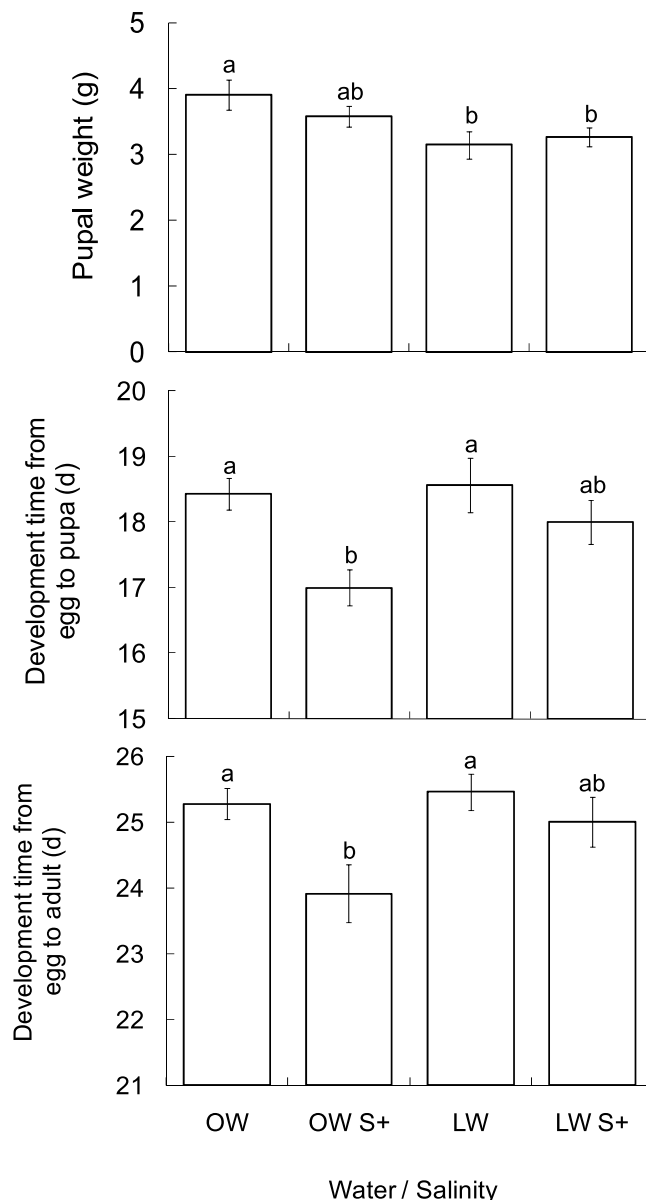 5
4
3
2
1
0
Pupal weight (g)
a
ab
b
b
20
19
18
17
16
15
Development time from
egg to pupa (d)
a
b
a
ab
26
25
24
23
22
21
Development time from
egg to adult (d)
a
b
a
ab
OW
OW S+
LW
LW S+
Water / Salinity